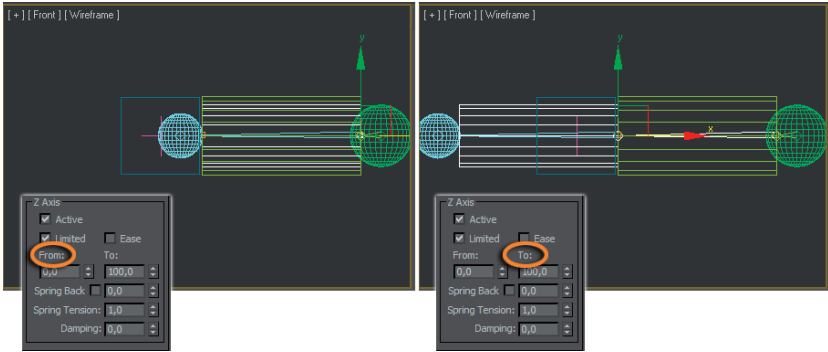 [ + ] [ Front ] [ Wireframe ]
y
Z Axis
Active
Limited Ease
From: To:
0,0 100,0
Spring Back 0,0
Spring Tension: 1,0
Damping: 0,0
[ + ] [ Front ] [ Wireframe ]
y
x
Z Axis
Active
Limited Ease
From: To:
0,0 100,0
Spring Back 0,0
Spring Tension: 1,0
Damping: 0,0